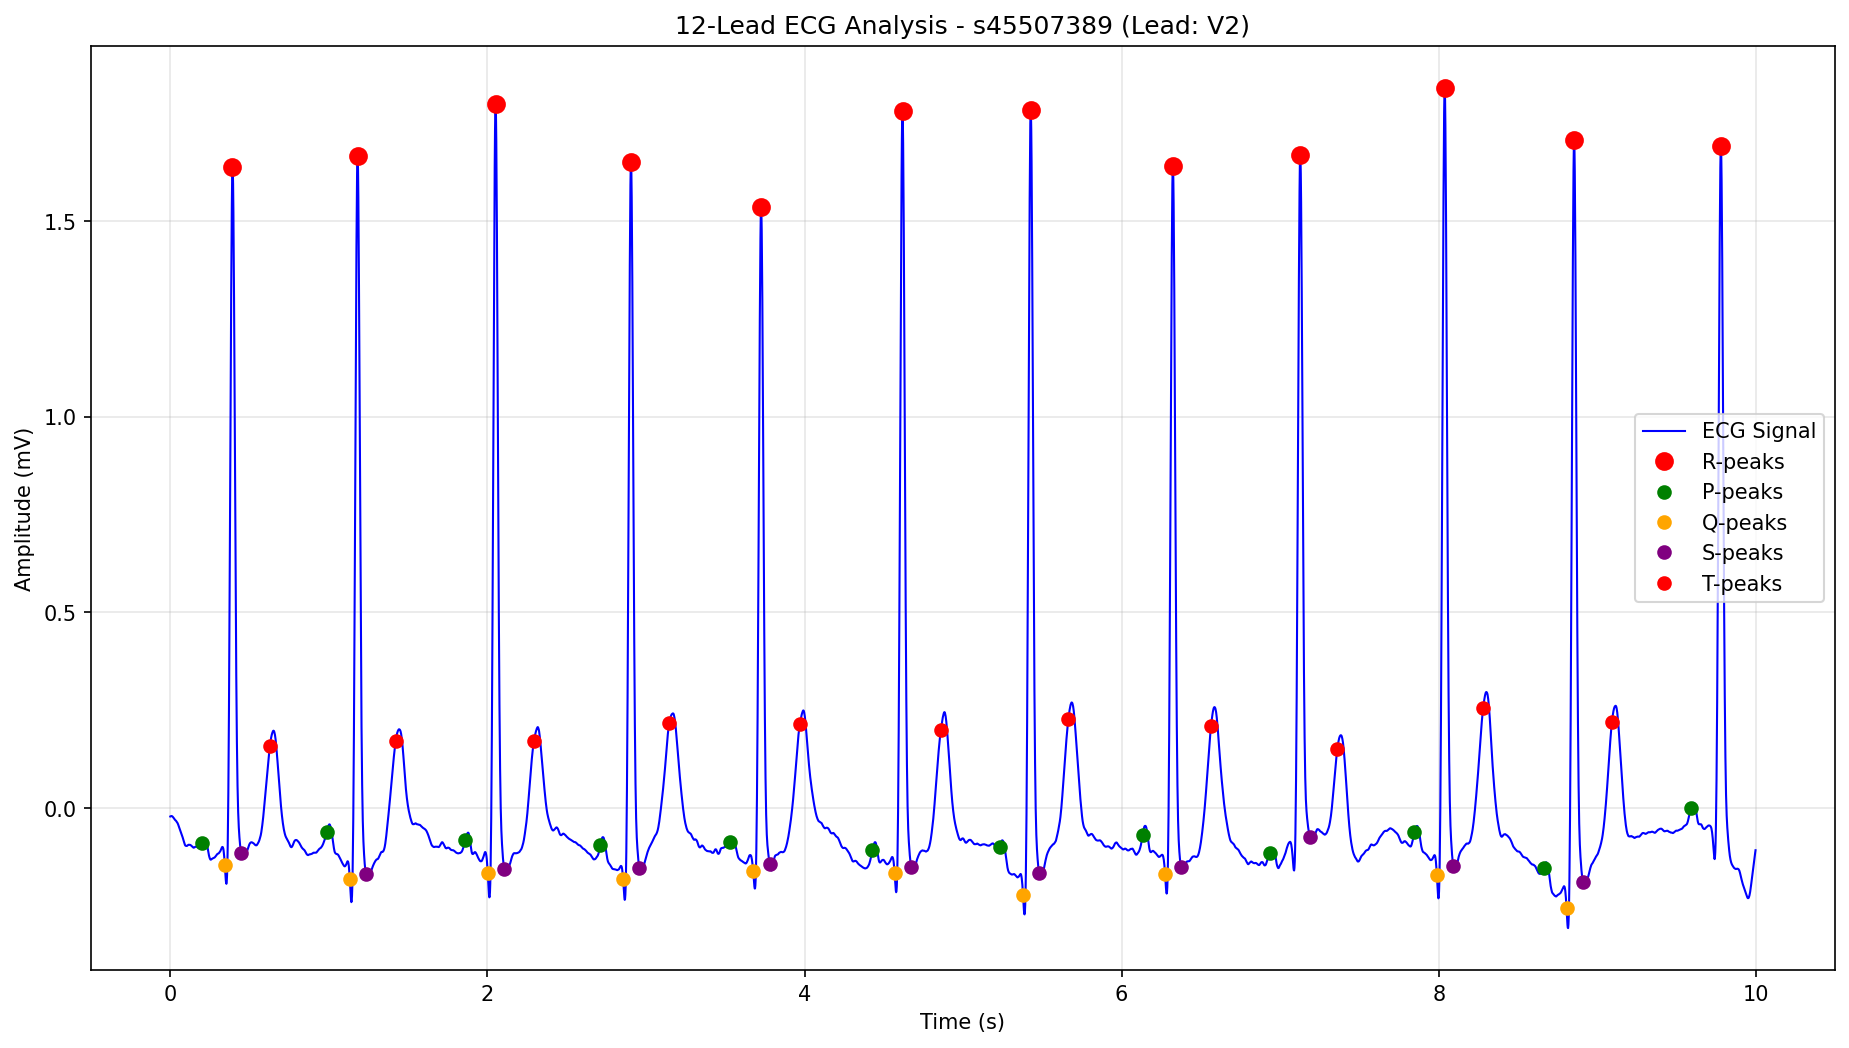 12-Lead ECG Analysis - s45507389 (Lead: V2)
Amplitude (mV)
1.5
1.0
0.5
0.0
ECG Signal
R-peaks
P-peaks
Q-peaks
S-peaks
T-peaks
0 2 4 6 8 10
Time (s)